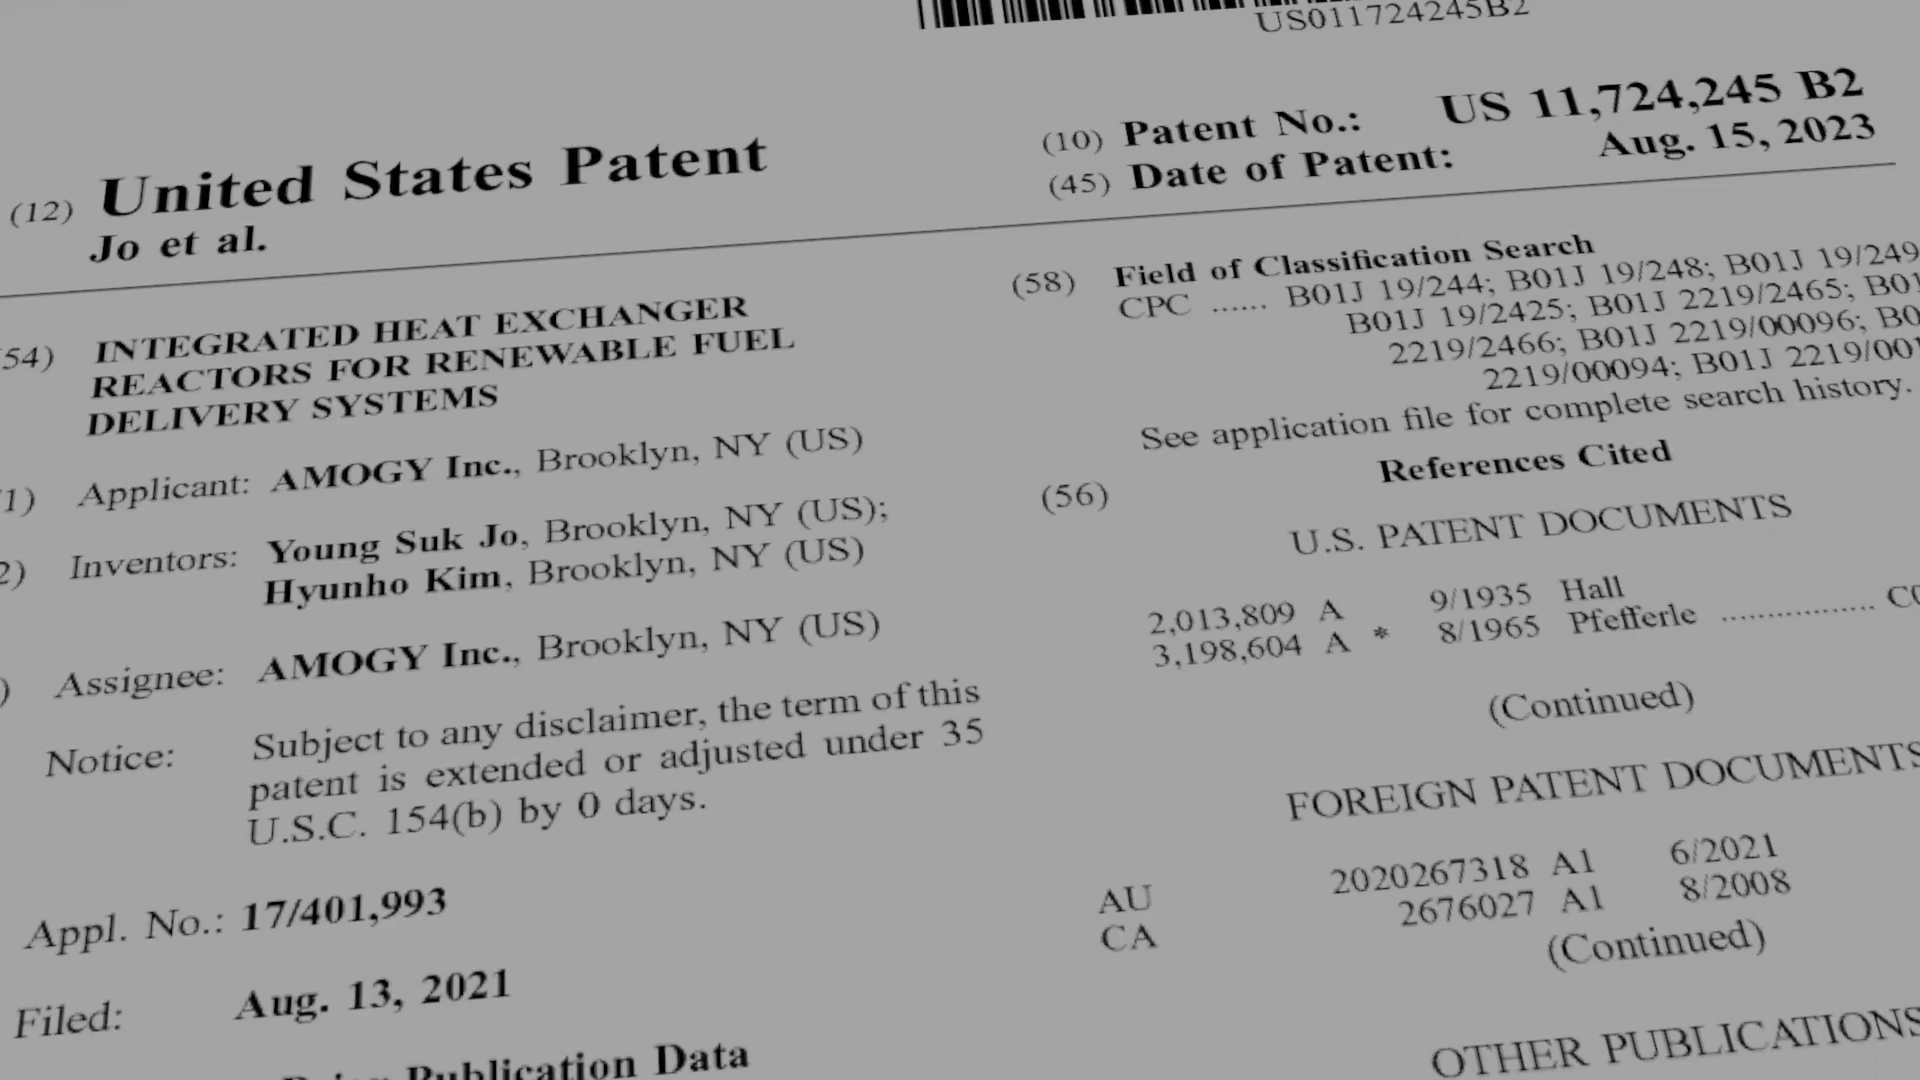 US011724245B2
(12) United States Patent
Jo et al.
(10) Patent No.: US 11,724,245 B2
(45) Date of Patent: Aug. 15, 2023
54) INTEGRATED HEAT EXCHANGER
REACTORS FOR RENEWABLE FUEL
DELIVERY SYSTEMS
1) Applicant: AMOGY Inc., Brooklyn, NY (US)
2) Inventors: Young Suk Jo, Brooklyn, NY (US);
Hyunho Kim, Brooklyn, NY (US)
) Assignee: AMOGY Inc., Brooklyn, NY (US)
Notice: Subject to any disclaimer, the term of this
patent is extended or adjusted under 35
U.S.C. 154(b) by 0 days.
Appl. No.: 17/401,993
Filed: Aug. 13, 2021
Publication Data
(58) Field of Classification Search
CPC ...... B01J 19/244; B01J 19/248; B01J 19/249
B01J 19/2425; B01J 2219/2465; B01
2219/2466; B01J 2219/00096; B0
2219/00094; B01J 2219/001
See application file for complete search history.
(56) References Cited
U.S. PATENT DOCUMENTS
2,013,809 A 9/1935 Hall
3,198,604 A * 8/1965 Pfefferle ................. C0
(Continued)
FOREIGN PATENT DOCUMENTS
AU 2020267318 A1 6/2021
CA 2676027 A1 8/2008
(Continued)
OTHER PUBLICATIONS